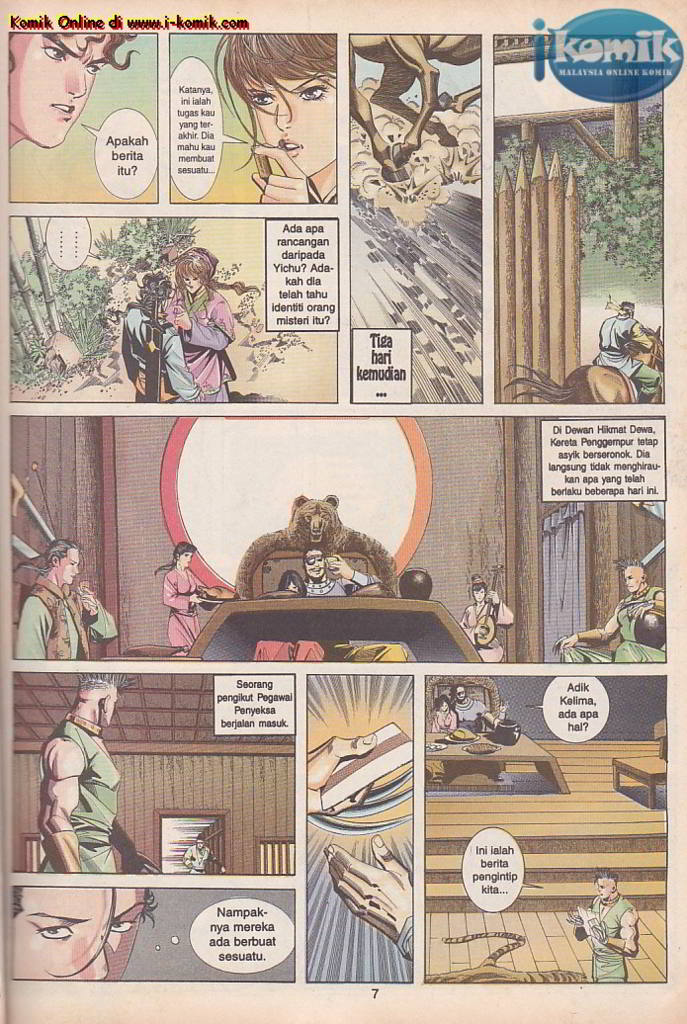 Komik Online di www.i-komik.com
ikomik
MALAYSIA ONLINE KOMIK
Apakah
berita
itu?
Katanya,
ini ialah
tugas kau
yang ter-
akhir. Dia
mahu kau
membuat
sesuatu...
......
Ada apa
rancangan
daripada
Yichu? Ada-
kah dia
telah tahu
identiti orang
misteri itu?
Tiga
hari
kemudian
...
Di Dewan Hikmat Dewa,
Kereta Penggempur tetap
asyik berseronok. Dia
langsung tidak menghirau-
kan apa yang telah
berlaku beberapa hari ini.
Seorang
pengikut Pegawai
Penyeksa
berjalan masuk.
Adik
Kelima,
ada apa
hal?
Ini ialah
berita
pengintip
kita...
Nampak-
nya mereka
ada berbuat
sesuatu.
7